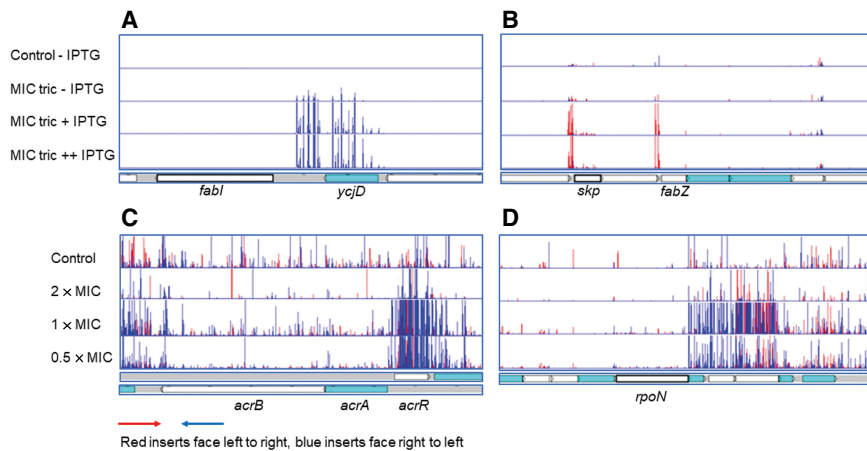 A
B
Control - IPTG
MIC tric - IPTG
MIC tric + IPTG
MIC tric ++ IPTG
fabI
ycjD
skp
fabZ
C
D
Control
2 × MIC
1 × MIC
0.5 × MIC
acrB
acrA
acrR
rpoN
Red inserts face left to right, blue inserts face right to left